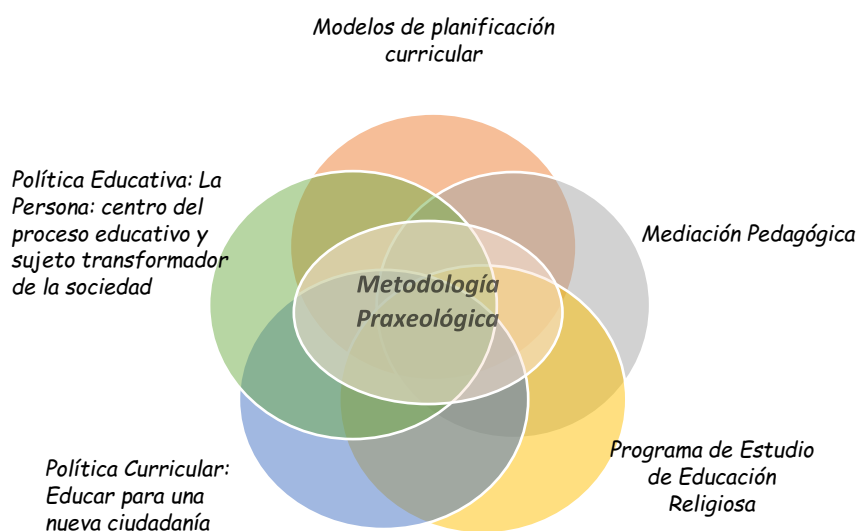 Modelos de planificación
curricular
Política Educativa: La
Persona: centro del
proceso educativo y
sujeto transformador
de la sociedad
Mediación Pedagógica
Metodología
Praxeológica
Política Curricular:
Educar para una
nueva ciudadanía
Programa de Estudio
de Educación
Religiosa